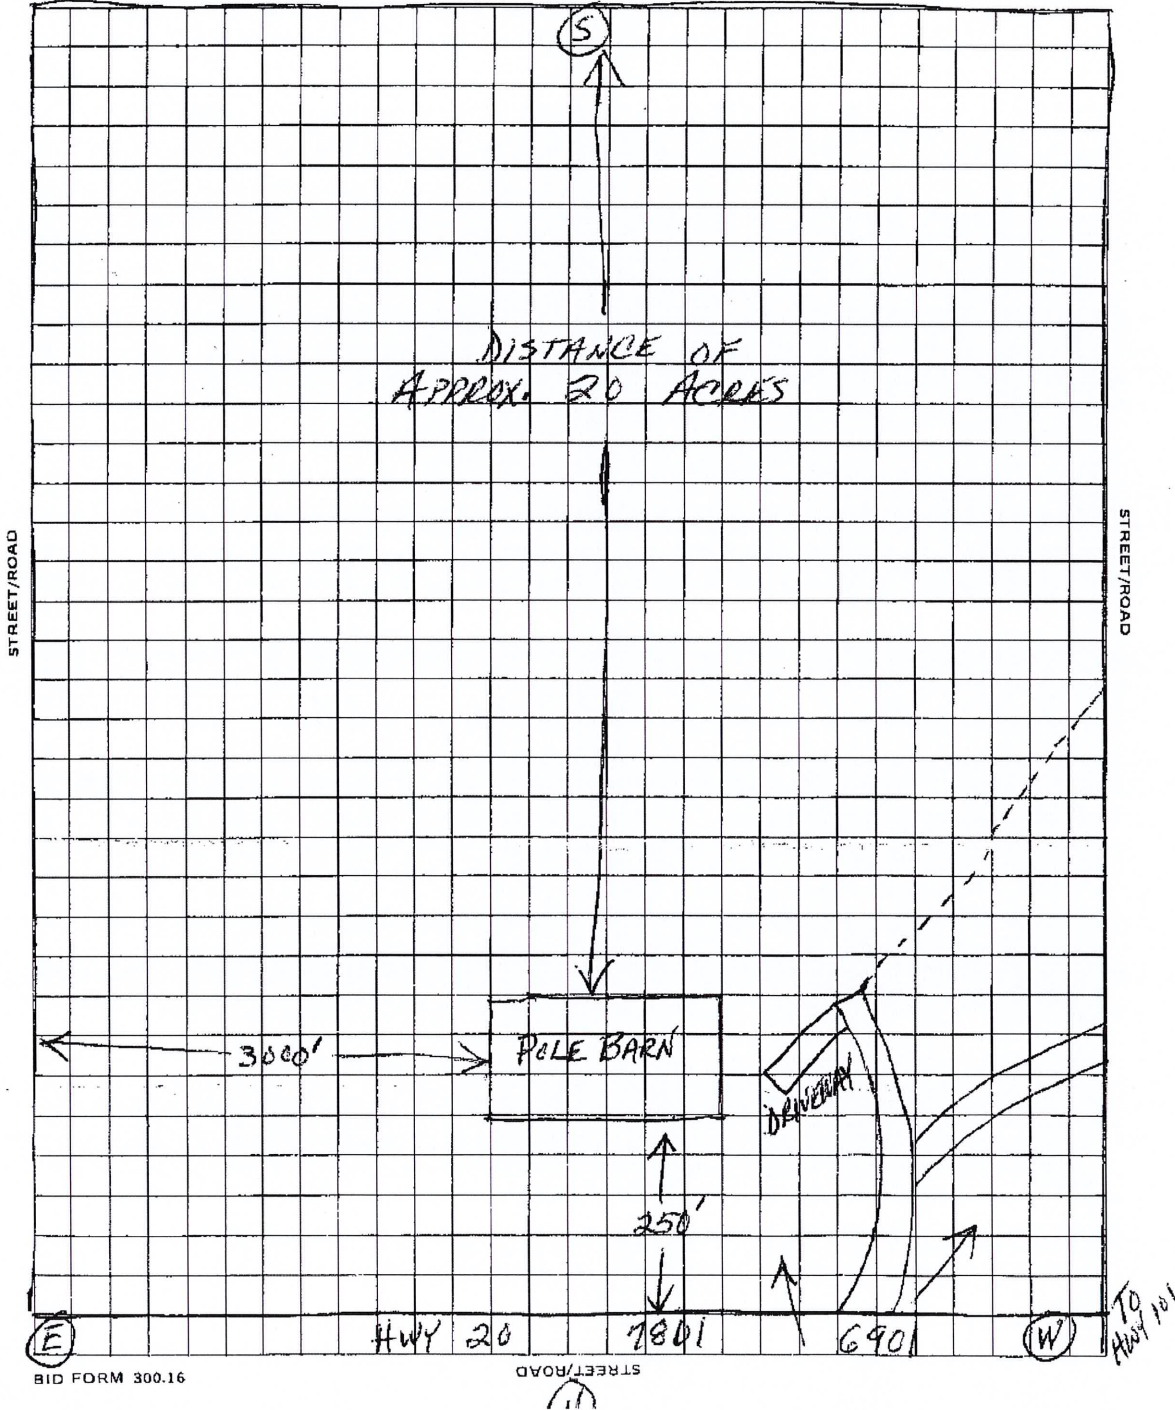 S
DISTANCE OF
APPROX. 20 ACRES
STREET/ROAD
STREET/ROAD
3000'
POLE BARN
DRIVEWAY
250'
E
HWY 20
7801
6901
W
TO
HWY 101
BID FORM 300.16
STREET/ROAD